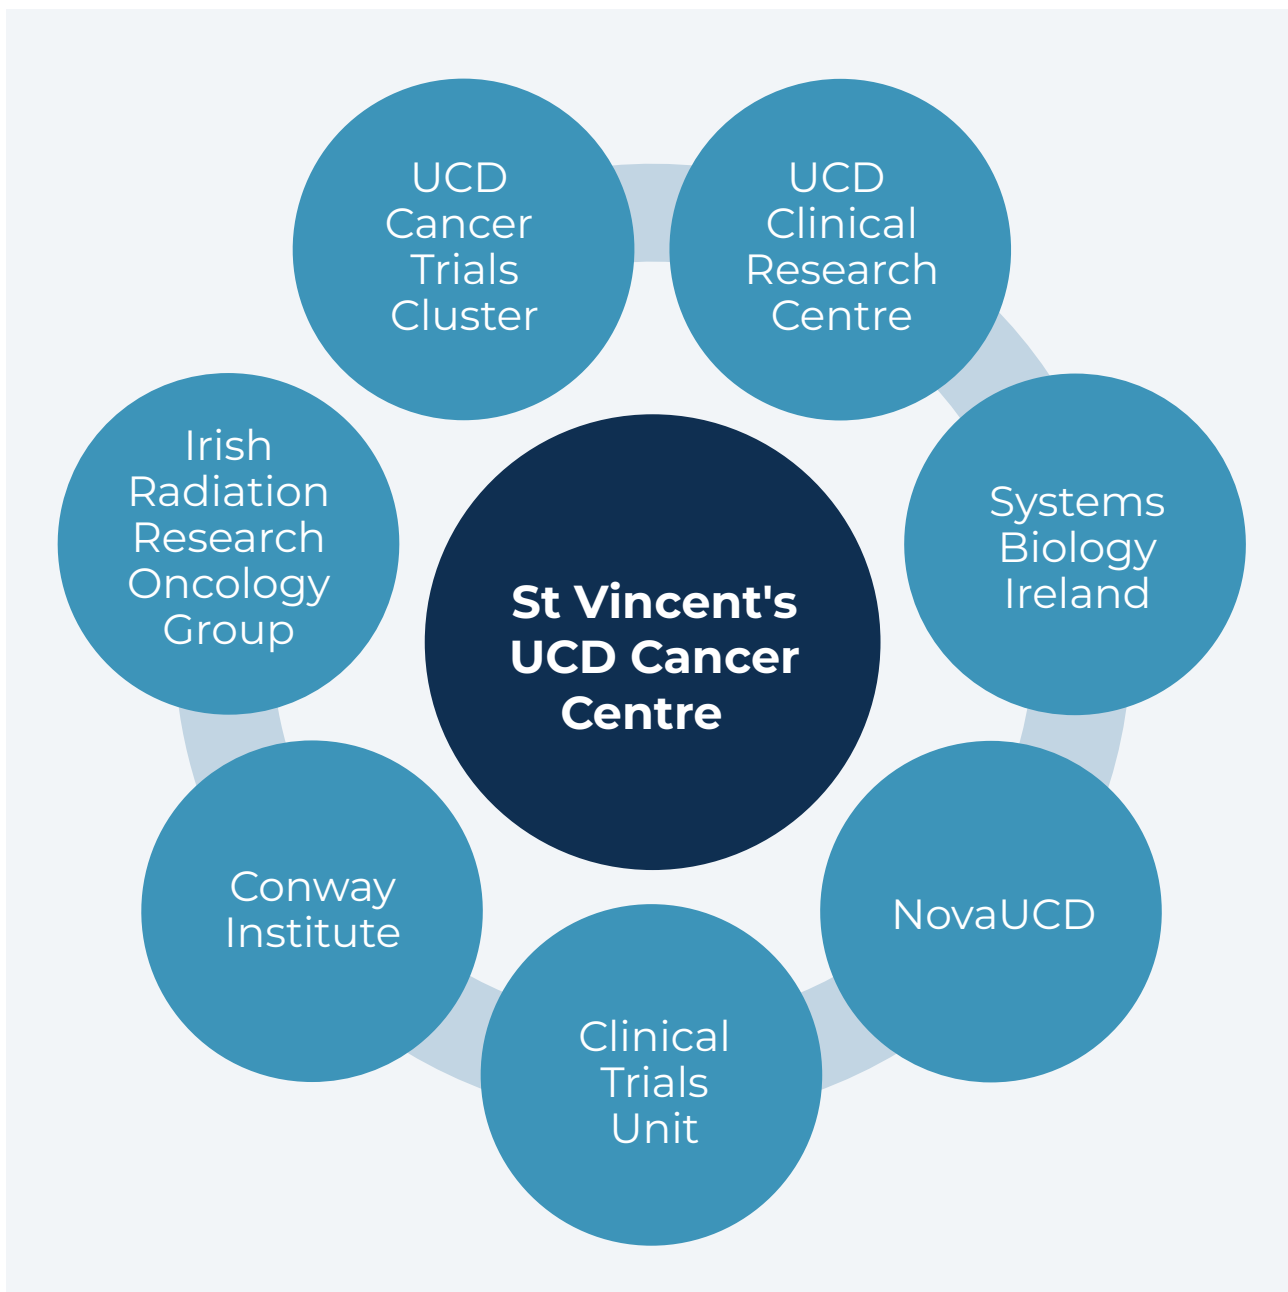 UCD
Cancer
Trials
Cluster
UCD
Clinical
Research
Centre
Irish
Radiation
Research
Oncology
Group
Systems
Biology
Ireland
St Vincent's
UCD Cancer
Centre
Conway
Institute
NovaUCD
Clinical
Trials
Unit